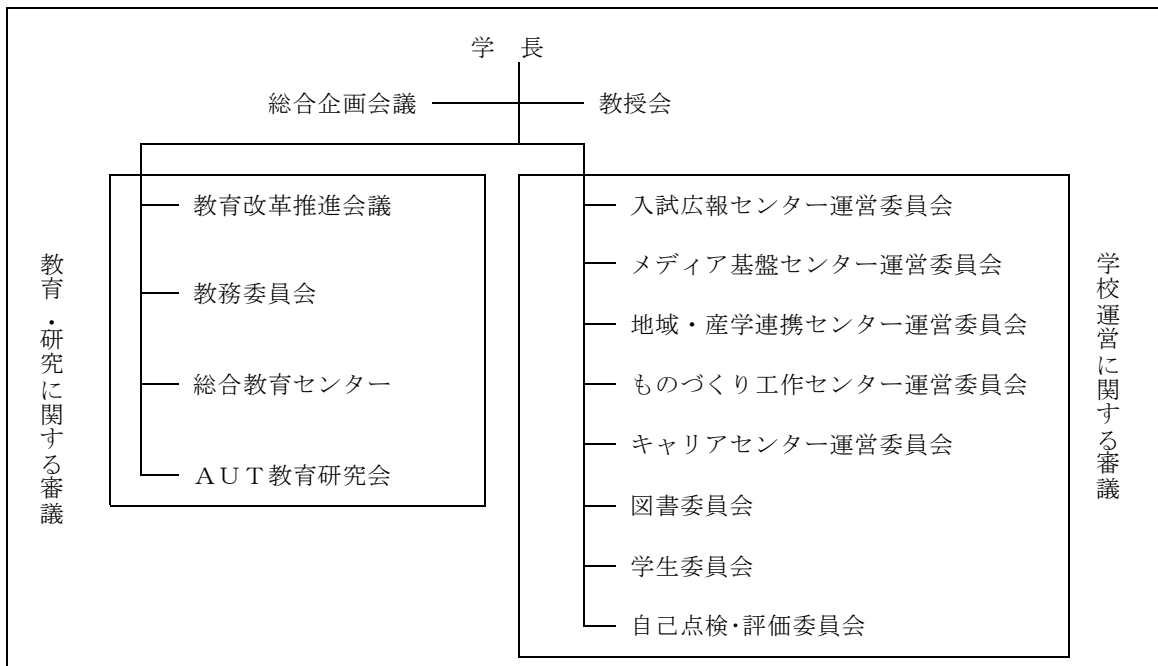 学 長
総合企画会議
教授会
教育・研究に関する審議
教育改革推進会議
教務委員会
総合教育センター
ＡＵＴ教育研究会
入試広報センター運営委員会
メディア基盤センター運営委員会
地域・産学連携センター運営委員会
ものづくり工作センター運営委員会
キャリアセンター運営委員会
図書委員会
学生委員会
自己点検･評価委員会
学校運営に関する審議